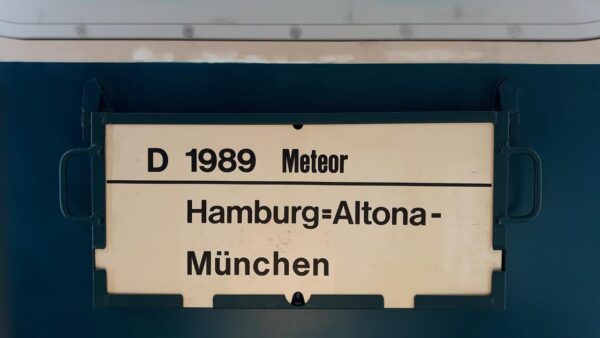 D 1989 Meteor
Hamburg=Altona-
München